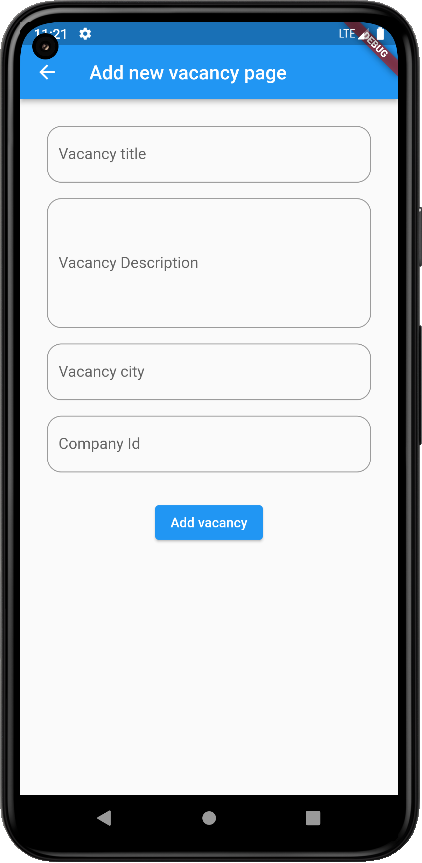 11:21
LTE
DEBUG
Add new vacancy page
Vacancy title
Vacancy Description
Vacancy city
Company Id
Add vacancy